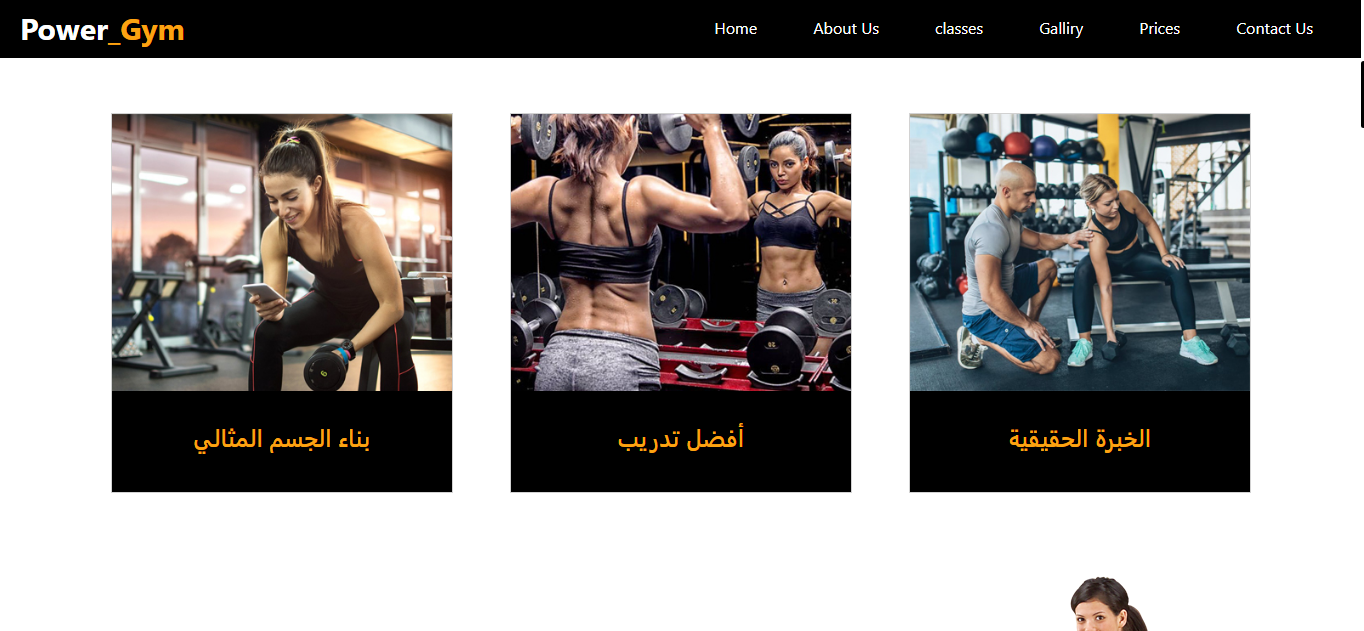 Power_Gym
Home
About Us
classes
Galliry
Prices
Contact Us
بناء الجسم المثالي
أفضل تدريب
الخبرة الحقيقية